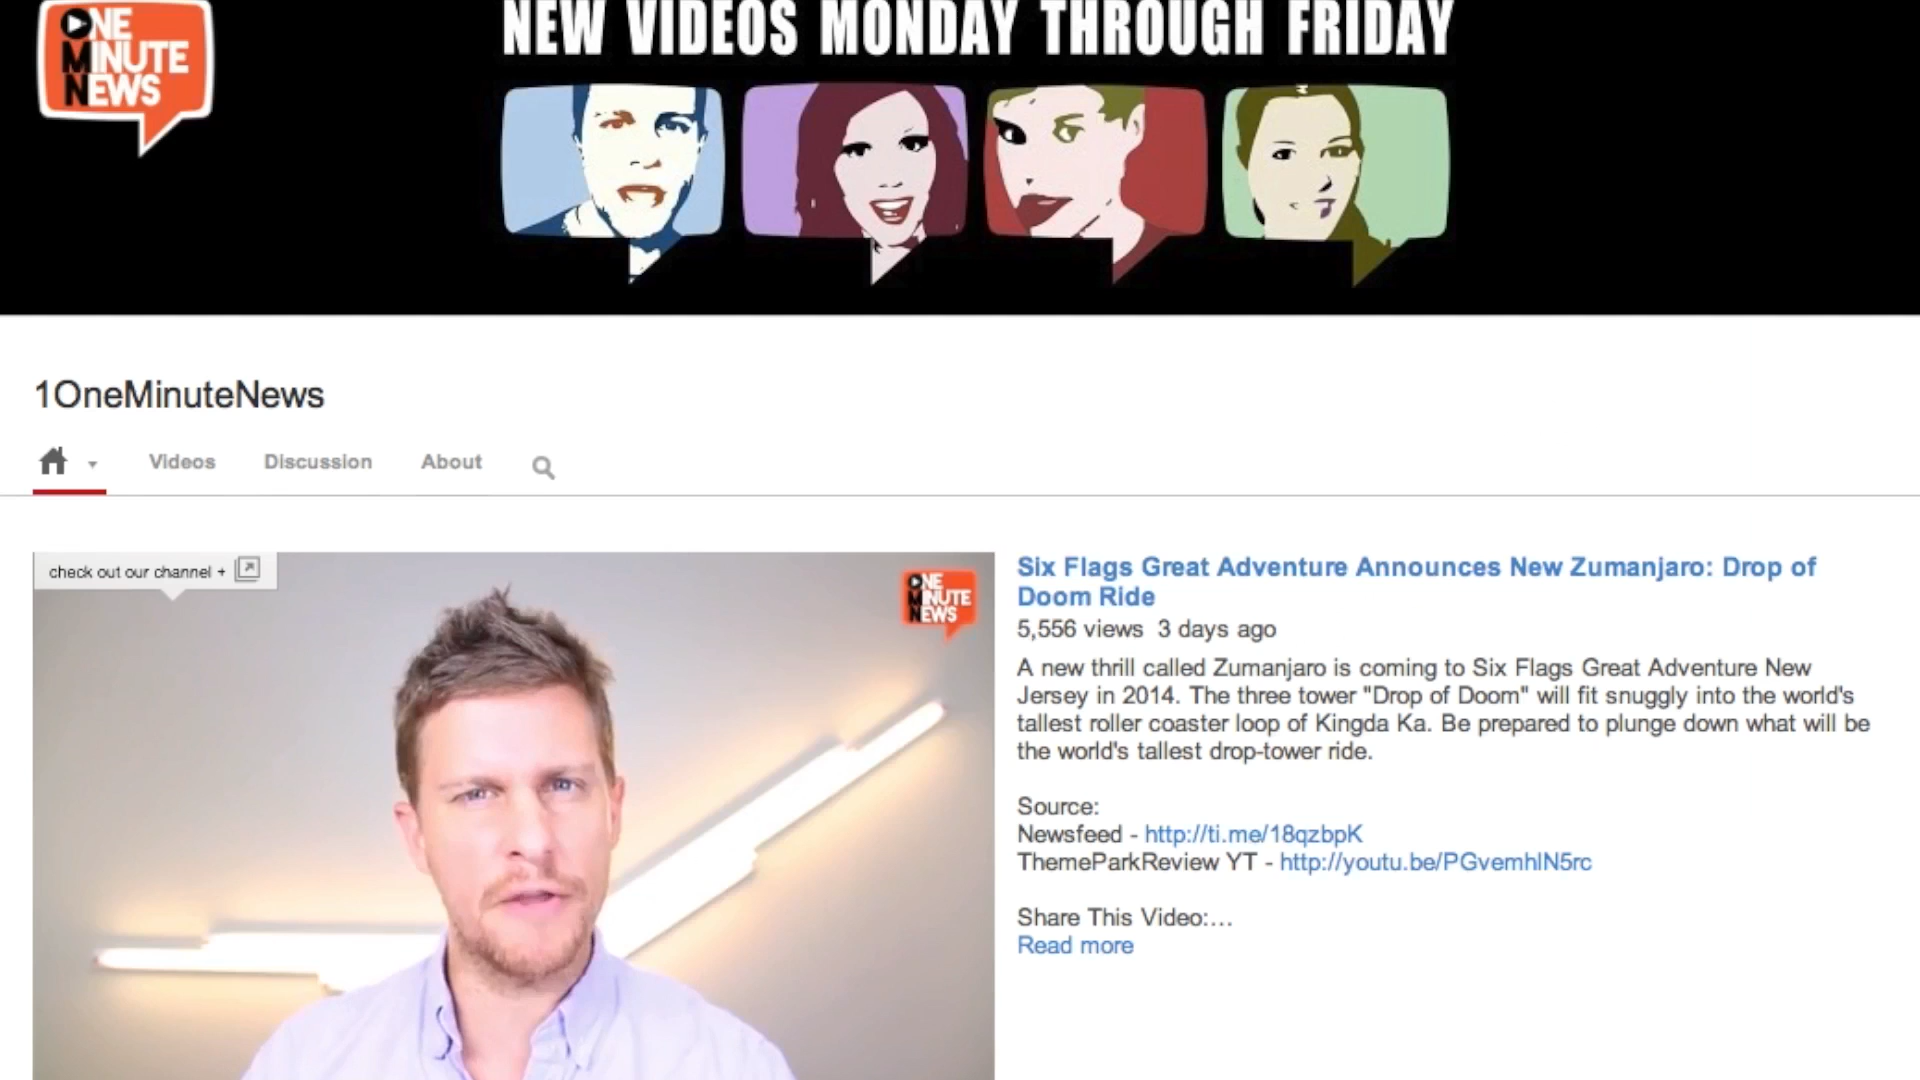 ONE
MINUTE
NEWS
NEW VIDEOS MONDAY THROUGH FRIDAY
1OneMinuteNews
Videos
Discussion
About
check out our channel +
ONE
MINUTE
NEWS
Six Flags Great Adventure Announces New Zumanjaro: Drop of
Doom Ride
5,556 views 3 days ago
A new thrill called Zumanjaro is coming to Six Flags Great Adventure New
Jersey in 2014. The three tower "Drop of Doom" will fit snuggly into the world's
tallest roller coaster loop of Kingda Ka. Be prepared to plunge down what will be
the world's tallest drop-tower ride.
Source:
Newsfeed - http://ti.me/18qzbpK
ThemeParkReview YT - http://youtu.be/PGvemhlN5rc
Share This Video:...
Read more